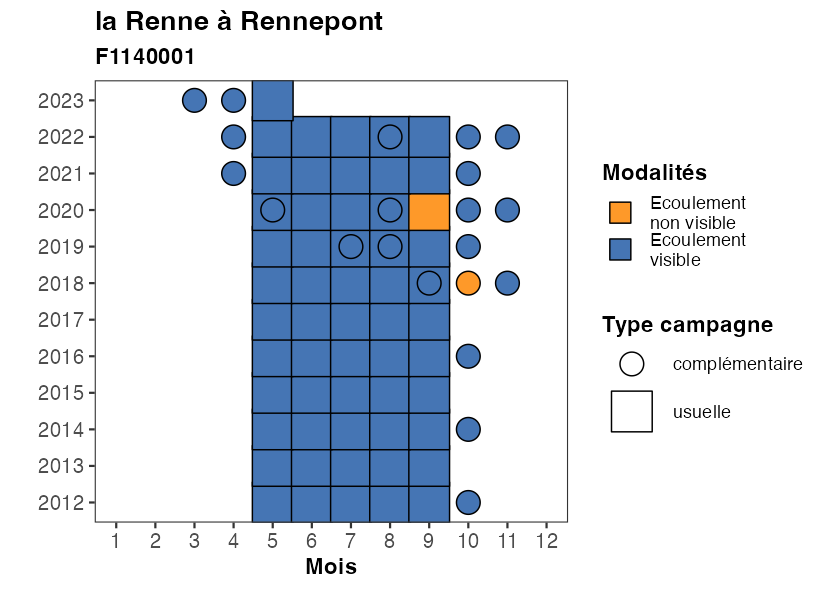 la Renne à Rennepont
F1140001
2023
2022
2021
2020
2019
2018
2017
2016
2015
2014
2013
2012
1 2 3 4 5 6 7 8 9 10 11 12
Mois
Modalités
Ecoulement
non visible
Ecoulement
visible
Type campagne
complémentaire
usuelle